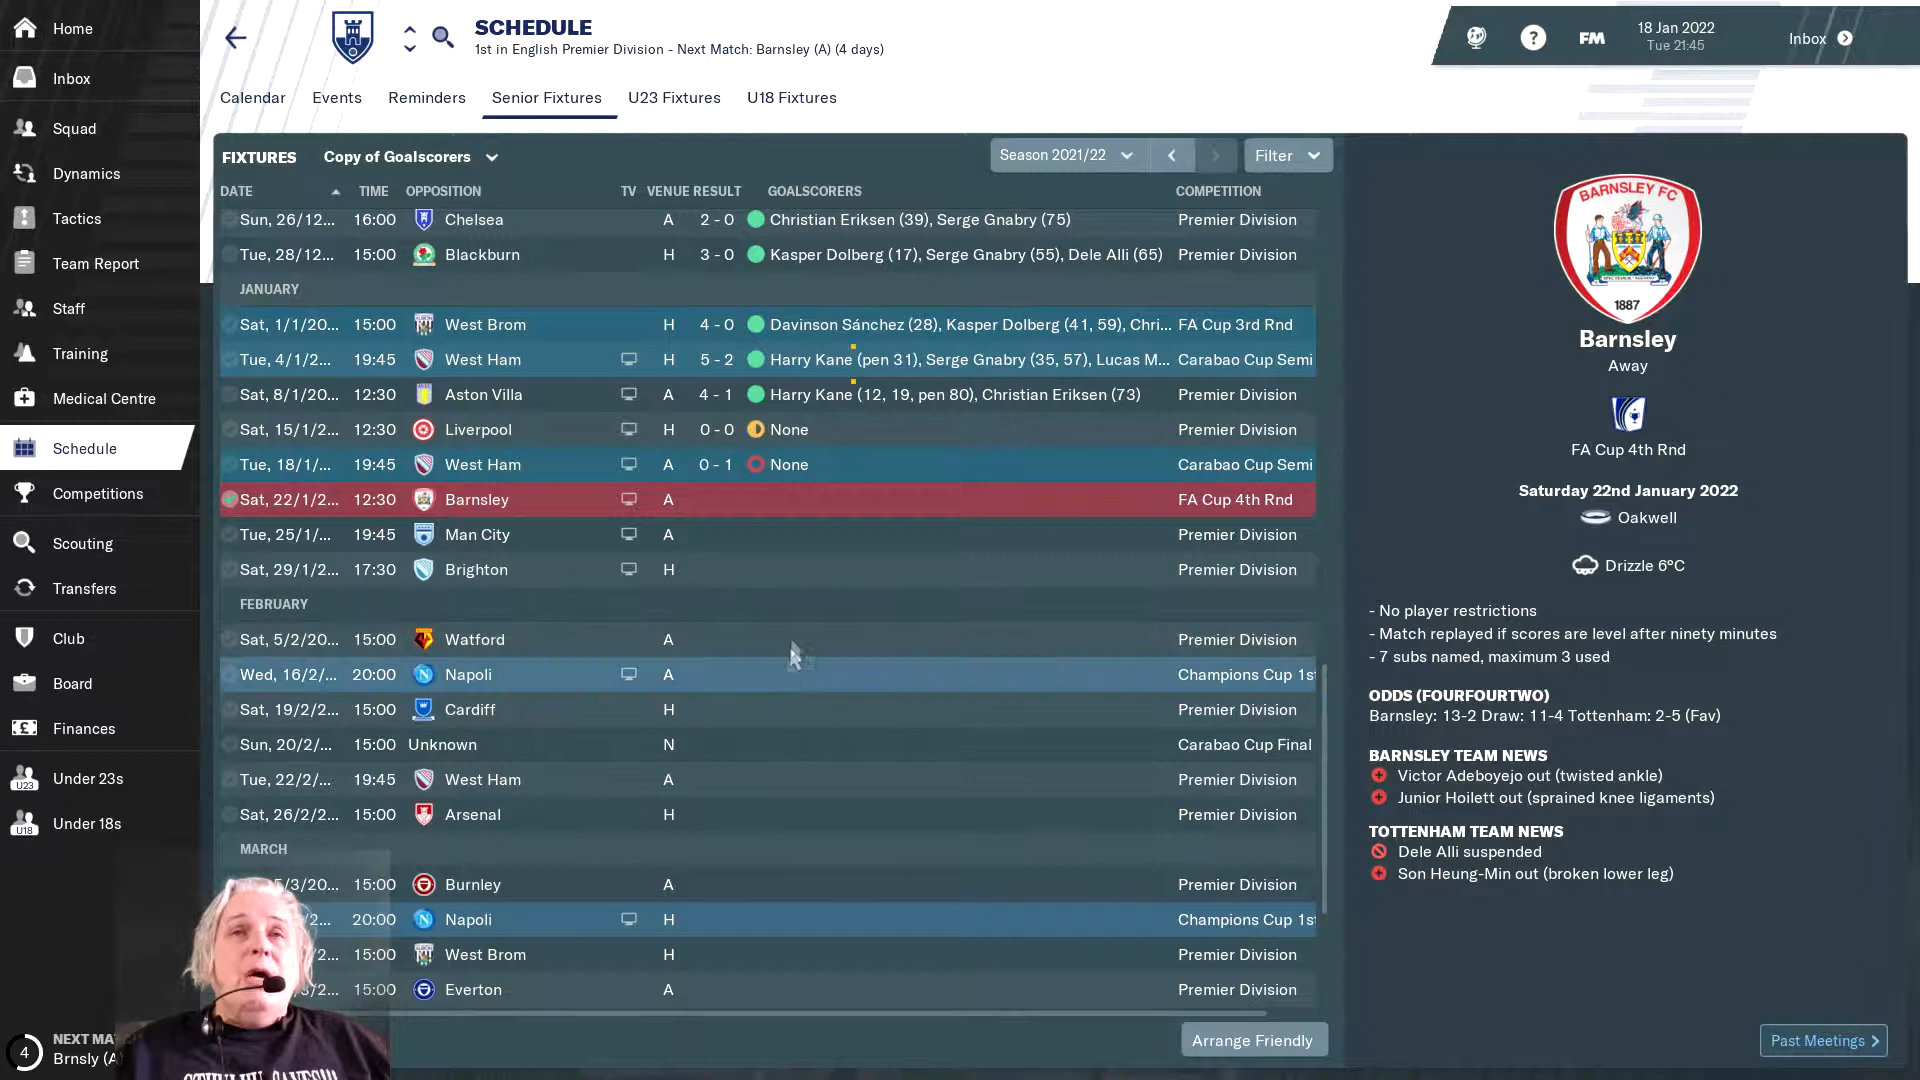 Home
Inbox
Squad
Dynamics
Tactics
Team Report
Staff
Training
Medical Centre
Schedule
Competitions
Scouting
Transfers
Club
Board
Finances
U23 Under 23s
U18 Under 18s
4 NEXT MA
Brnsly (A
SCHEDULE
1st in English Premier Division - Next Match: Barnsley (A) (4 days)
? FM 18 Jan 2022 Inbox
Tue 21:45
Calendar Events Reminders Senior Fixtures U23 Fixtures U18 Fixtures
FIXTURES Copy of Goalscorers Season 2021/22 Filter
DATE TIME OPPOSITION TV VENUE RESULT GOALSCORERS COMPETITION
Sun, 26/12... 16:00 Chelsea A 2 - 0 Christian Eriksen (39), Serge Gnabry (75) Premier Division
Tue, 28/12... 15:00 Blackburn H 3 - 0 Kasper Dolberg (17), Serge Gnabry (55), Dele Alli (65) Premier Division
JANUARY
Sat, 1/1/20... 15:00 West Brom H 4 - 0 Davinson Sánchez (28), Kasper Dolberg (41, 59), Chri... FA Cup 3rd Rnd
Tue, 4/1/2... 19:45 West Ham H 5 - 2 Harry Kane (pen 31), Serge Gnabry (35, 57), Lucas M... Carabao Cup Semi
Sat, 8/1/20... 12:30 Aston Villa A 4 - 1 Harry Kane (12, 19, pen 80), Christian Eriksen (73) Premier Division
Sat, 15/1/2... 12:30 Liverpool H 0 - 0 None Premier Division
Tue, 18/1/... 19:45 West Ham A 0 - 1 None Carabao Cup Semi
Sat, 22/1/2... 12:30 Barnsley A FA Cup 4th Rnd
Tue, 25/1/... 19:45 Man City A Premier Division
Sat, 29/1/2... 17:30 Brighton H Premier Division
FEBRUARY
Sat, 5/2/20... 15:00 Watford A Premier Division
Wed, 16/2/... 20:00 Napoli A Champions Cup 1st
Sat, 19/2/2... 15:00 Cardiff H Premier Division
Sun, 20/2/... 15:00 Unknown N Carabao Cup Final
Tue, 22/2/... 19:45 West Ham A Premier Division
Sat, 26/2/2... 15:00 Arsenal H Premier Division
MARCH
5/3/20... 15:00 Burnley A Premier Division
/2... 20:00 Napoli H Champions Cup 1st
/2... 15:00 West Brom H Premier Division
3/2... 15:00 Everton A Premier Division
Arrange Friendly
BARNSLEY FC
1887
Barnsley
Away
FA Cup 4th Rnd
Saturday 22nd January 2022
Oakwell
Drizzle 6°C
- No player restrictions
- Match replayed if scores are level after ninety minutes
- 7 subs named, maximum 3 used
ODDS (FOURFOURTWO)
Barnsley: 13-2 Draw: 11-4 Tottenham: 2-5 (Fav)
BARNSLEY TEAM NEWS
Victor Adeboyejo out (twisted ankle)
Junior Hoilett out (sprained knee ligaments)
TOTTENHAM TEAM NEWS
Dele Alli suspended
Son Heung-Min out (broken lower leg)
Past Meetings